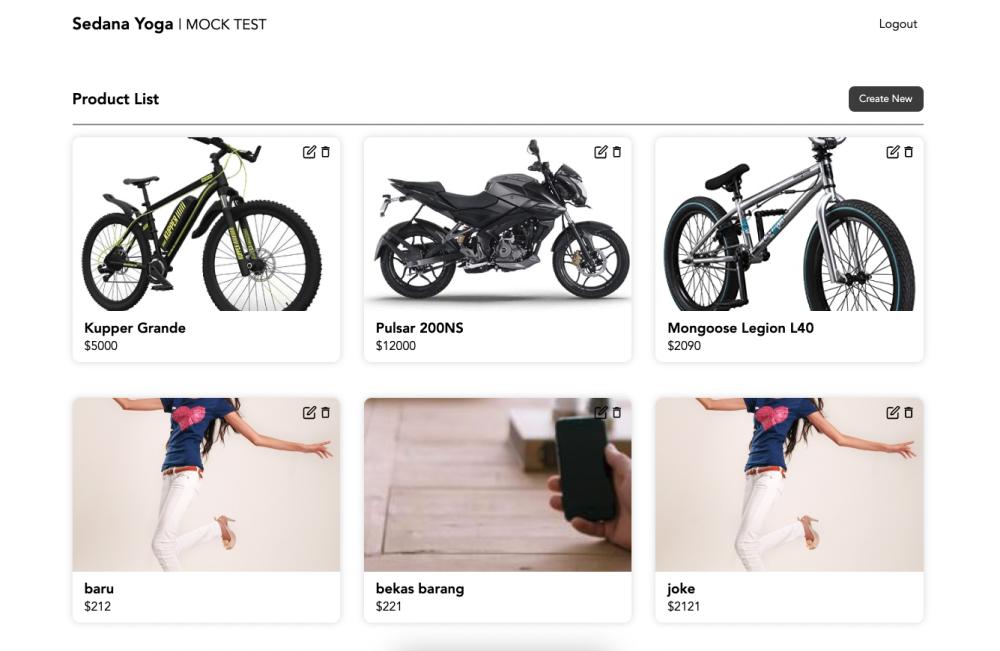 Sedana Yoga | MOCK TEST
Logout
Product List
Create New
KUPPER
Kupper Grande
$5000
Pulsar 200NS
$12000
Mongoose Legion L40
$2090
baru
$212
bekas barang
$221
joke
$2121